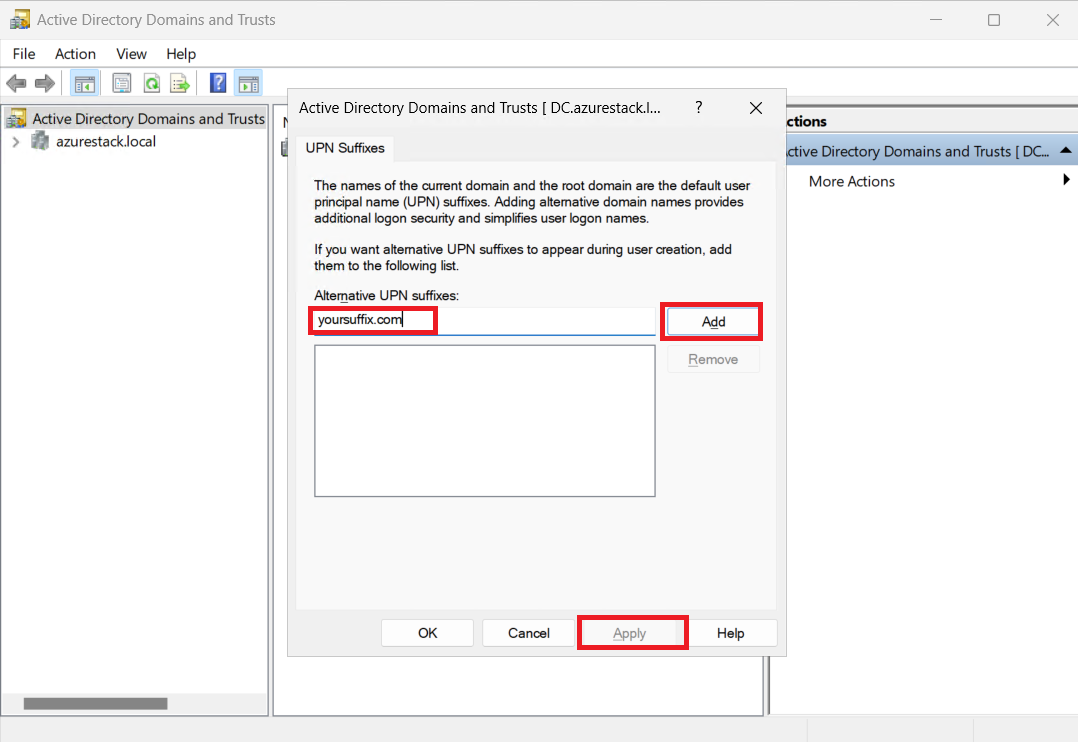 Active Directory Domains and Trusts
File Action View Help
Active Directory Domains and Trusts
azurestack.local
Active Directory Domains and Trusts [ DC.azurestack.l... ?
UPN Suffixes
The names of the current domain and the root domain are the default user
principal name (UPN) suffixes. Adding alternative domain names provides
additional logon security and simplifies user logon names.
If you want alternative UPN suffixes to appear during user creation, add
them to the following list.
Alternative UPN suffixes:
yoursuffix.com
Add
Remove
OK Cancel Apply Help
ctions
ctive Directory Domains and Trusts [ DC...
More Actions